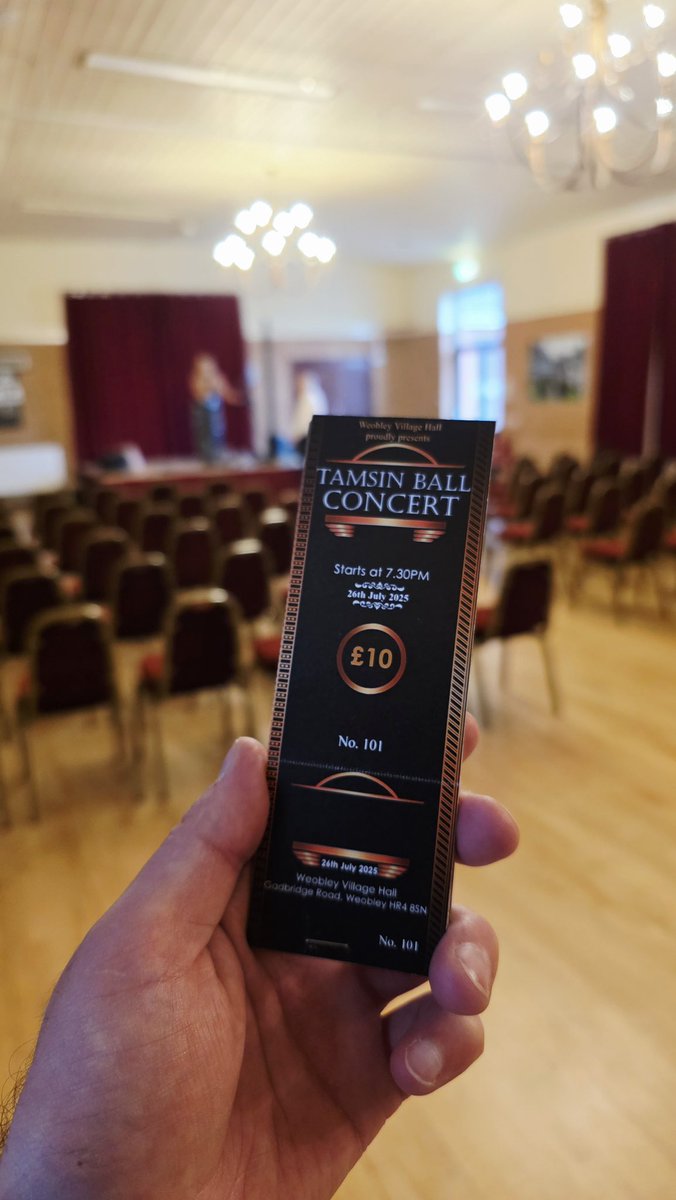 Weobley Village Hall
proudly presents
TAMSIN BALL
CONCERT
Starts at 7.30PM
26th July 2025
£10
No. 101
26th July 2025
Weobley Village Hall
Gadbridge Road, Weobley HR4 8SN
No. 101